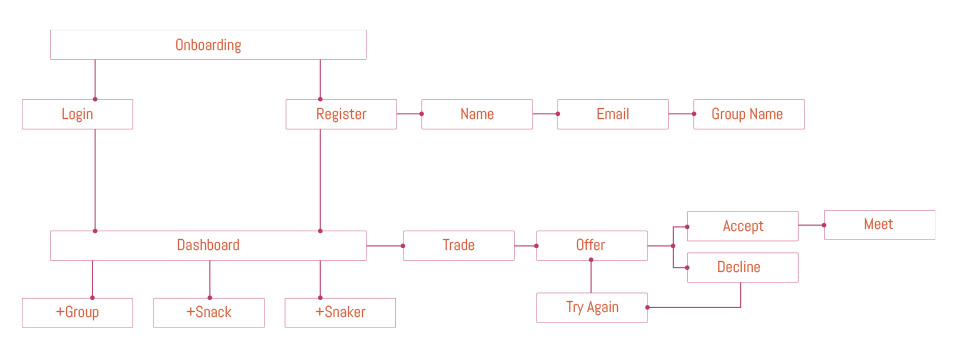 Onboarding
Login
Register
Name
Email
Group Name
Dashboard
Trade
Offer
Accept
Meet
Decline
+Group
+Snack
+Snaker
Try Again